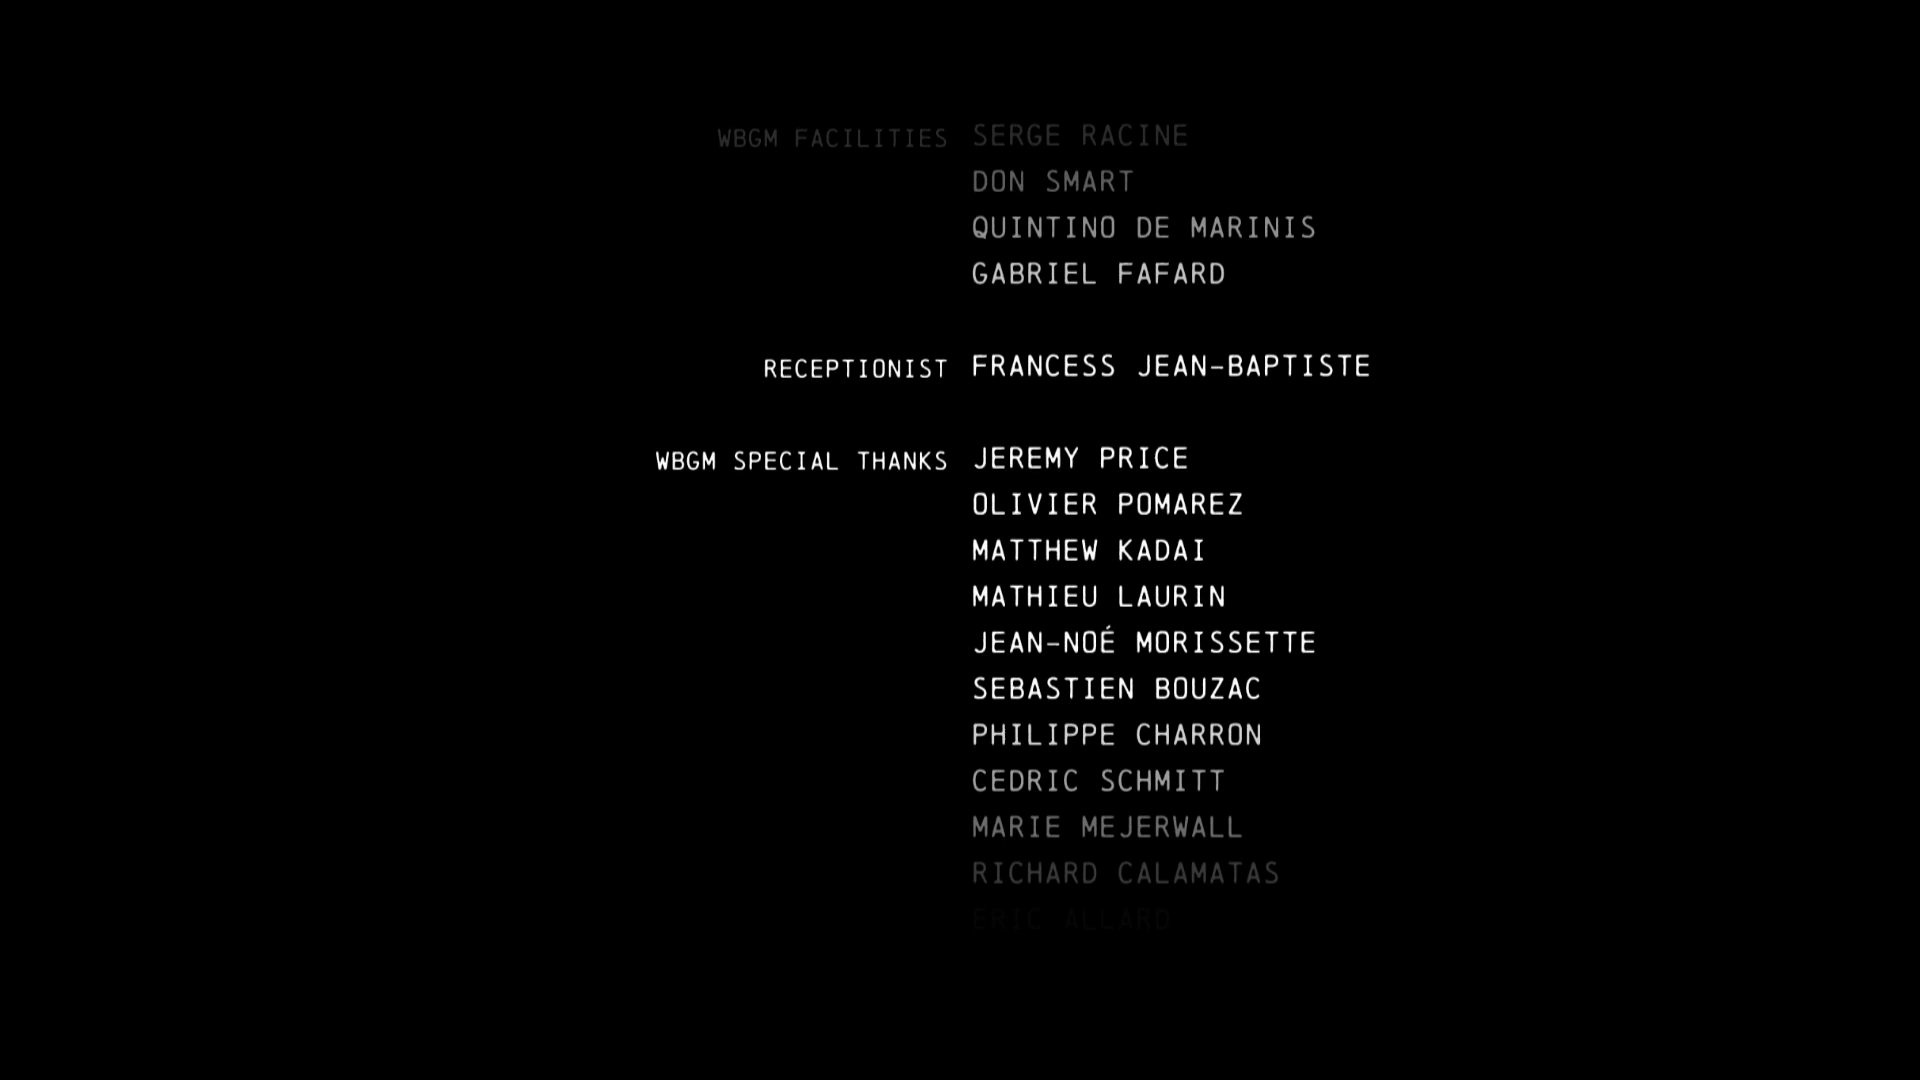 WBGM FACILITIES SERGE RACINE
DON SMART
QUINTINO DE MARINIS
GABRIEL FAFARD
RECEPTIONIST FRANCESS JEAN-BAPTISTE
WBGM SPECIAL THANKS JEREMY PRICE
OLIVIER POMAREZ
MATTHEW KADAI
MATHIEU LAURIN
JEAN-NOÉ MORISSETTE
SEBASTIEN BOUZAC
PHILIPPE CHARRON
CEDRIC SCHMITT
MARIE MEJERWALL
RICHARD CALAMATAS
ERIC ALLARD